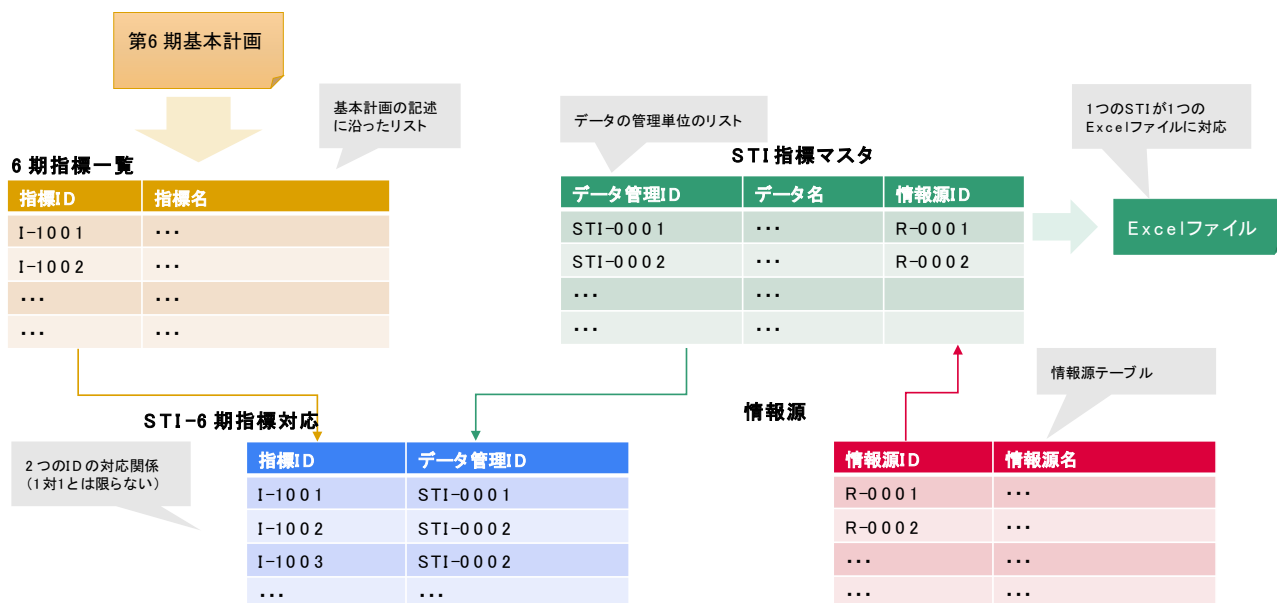 第6期基本計画
基本計画の記述
に沿ったリスト
データの管理単位のリスト
1つのSTIが1つの
Excelファイルに対応
6期指標一覧
指標ID 指標名
I-1001 ・・・
I-1002 ・・・
・・・ ・・・
・・・ ・・・
STI指標マスタ
データ管理ID データ名 情報源ID
STI-0001 ・・・ R-0001
STI-0002 ・・・ R-0002
・・・ ・・・
・・・ ・・・
Excelファイル
STI-6期指標対応
2つのIDの対応関係
（1対1とは限らない）
指標ID データ管理ID
I-1001 STI-0001
I-1002 STI-0002
I-1003 STI-0002
・・・ ・・・
情報源
情報源テーブル
情報源ID 情報源名
R-0001 ・・・
R-0002 ・・・
・・・ ・・・
・・・ ・・・